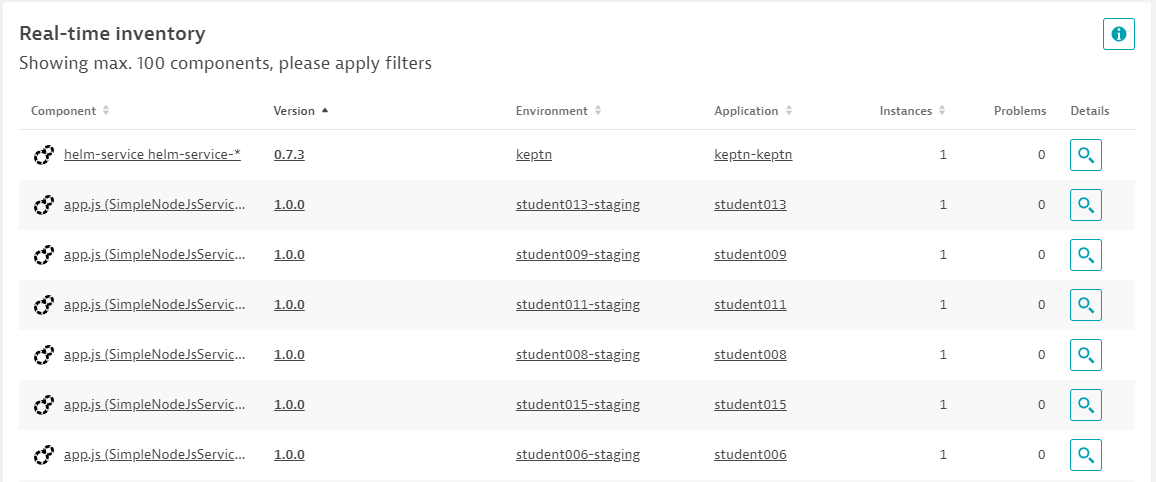 Real-time inventory
Showing max. 100 components, please apply filters
Component Version Environment Application Instances Problems Details
helm-service helm-service-* 0.7.3 keptn keptn-keptn 1 0
app.js (SimpleNodeJsServic... 1.0.0 student013-staging student013 1 0
app.js (SimpleNodeJsServic... 1.0.0 student009-staging student009 1 0
app.js (SimpleNodeJsServic... 1.0.0 student011-staging student011 1 0
app.js (SimpleNodeJsServic... 1.0.0 student008-staging student008 1 0
app.js (SimpleNodeJsServic... 1.0.0 student015-staging student015 1 0
app.js (SimpleNodeJsServic... 1.0.0 student006-staging student006 1 0